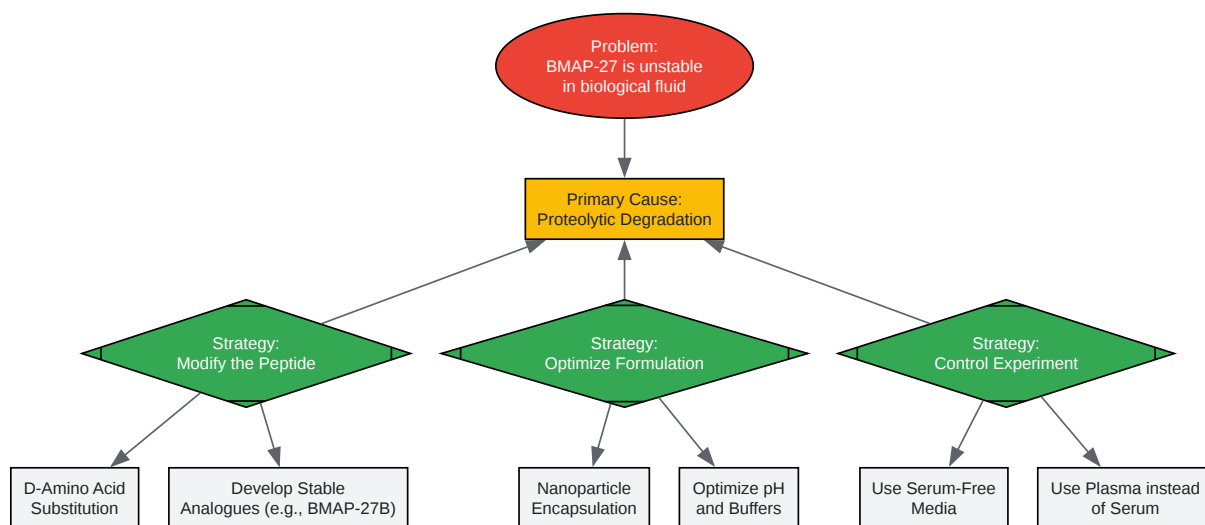 Problem:
BMAP-27 is unstable
in biological fluid
Primary Cause:
Proteolytic Degradation
Strategy:
Modify the Peptide
Strategy:
Optimize Formulation
Strategy:
Control Experiment
D-Amino Acid
Substitution
Develop Stable
Analogues (e.g., BMAP-27B)
Nanoparticle
Encapsulation
Optimize pH
and Buffers
Use Serum-Free
Media
Use Plasma instead
of Serum